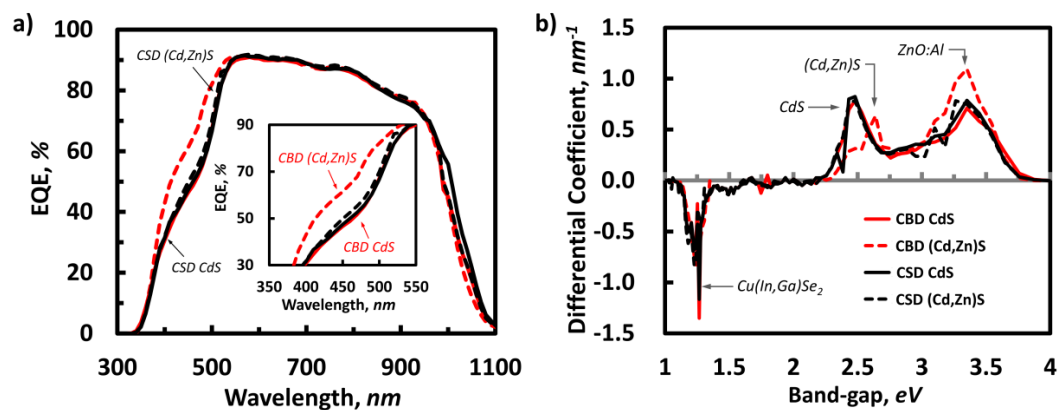 a)
EQE, %
100
80
60
40
20
0
300
500
700
900
1100
Wavelength, nm
CSD (Cd,Zn)S
CSD CdS
EQE, %
90
70
50
30
350
400
450
500
550
Wavelength, nm
CBD (Cd,Zn)S
CBD CdS
b)
Differential Coefficient, nm⁻¹
1.5
1.0
0.5
0.0
-0.5
-1.0
-1.5
1
1.5
2
2.5
3
3.5
4
Band-gap, eV
ZnO:Al
(Cd,Zn)S
CdS
Cu(In,Ga)Se₂
CBD CdS
CBD (Cd,Zn)S
CSD CdS
CSD (Cd,Zn)S